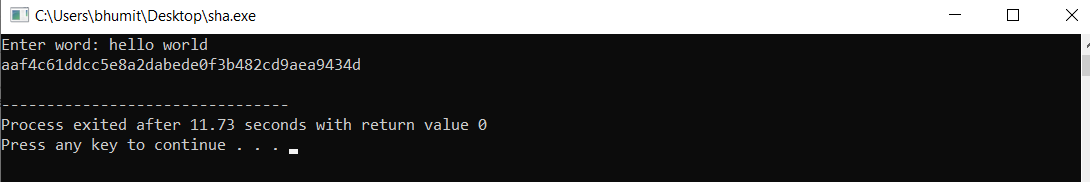 C:\Users\bhumit\Desktop\sha.exe
Enter word: hello world
aaf4c61ddcc5e8a2dabede0f3b482cd9aea9434d
--------------------------------
Process exited after 11.73 seconds with return value 0
Press any key to continue . . .